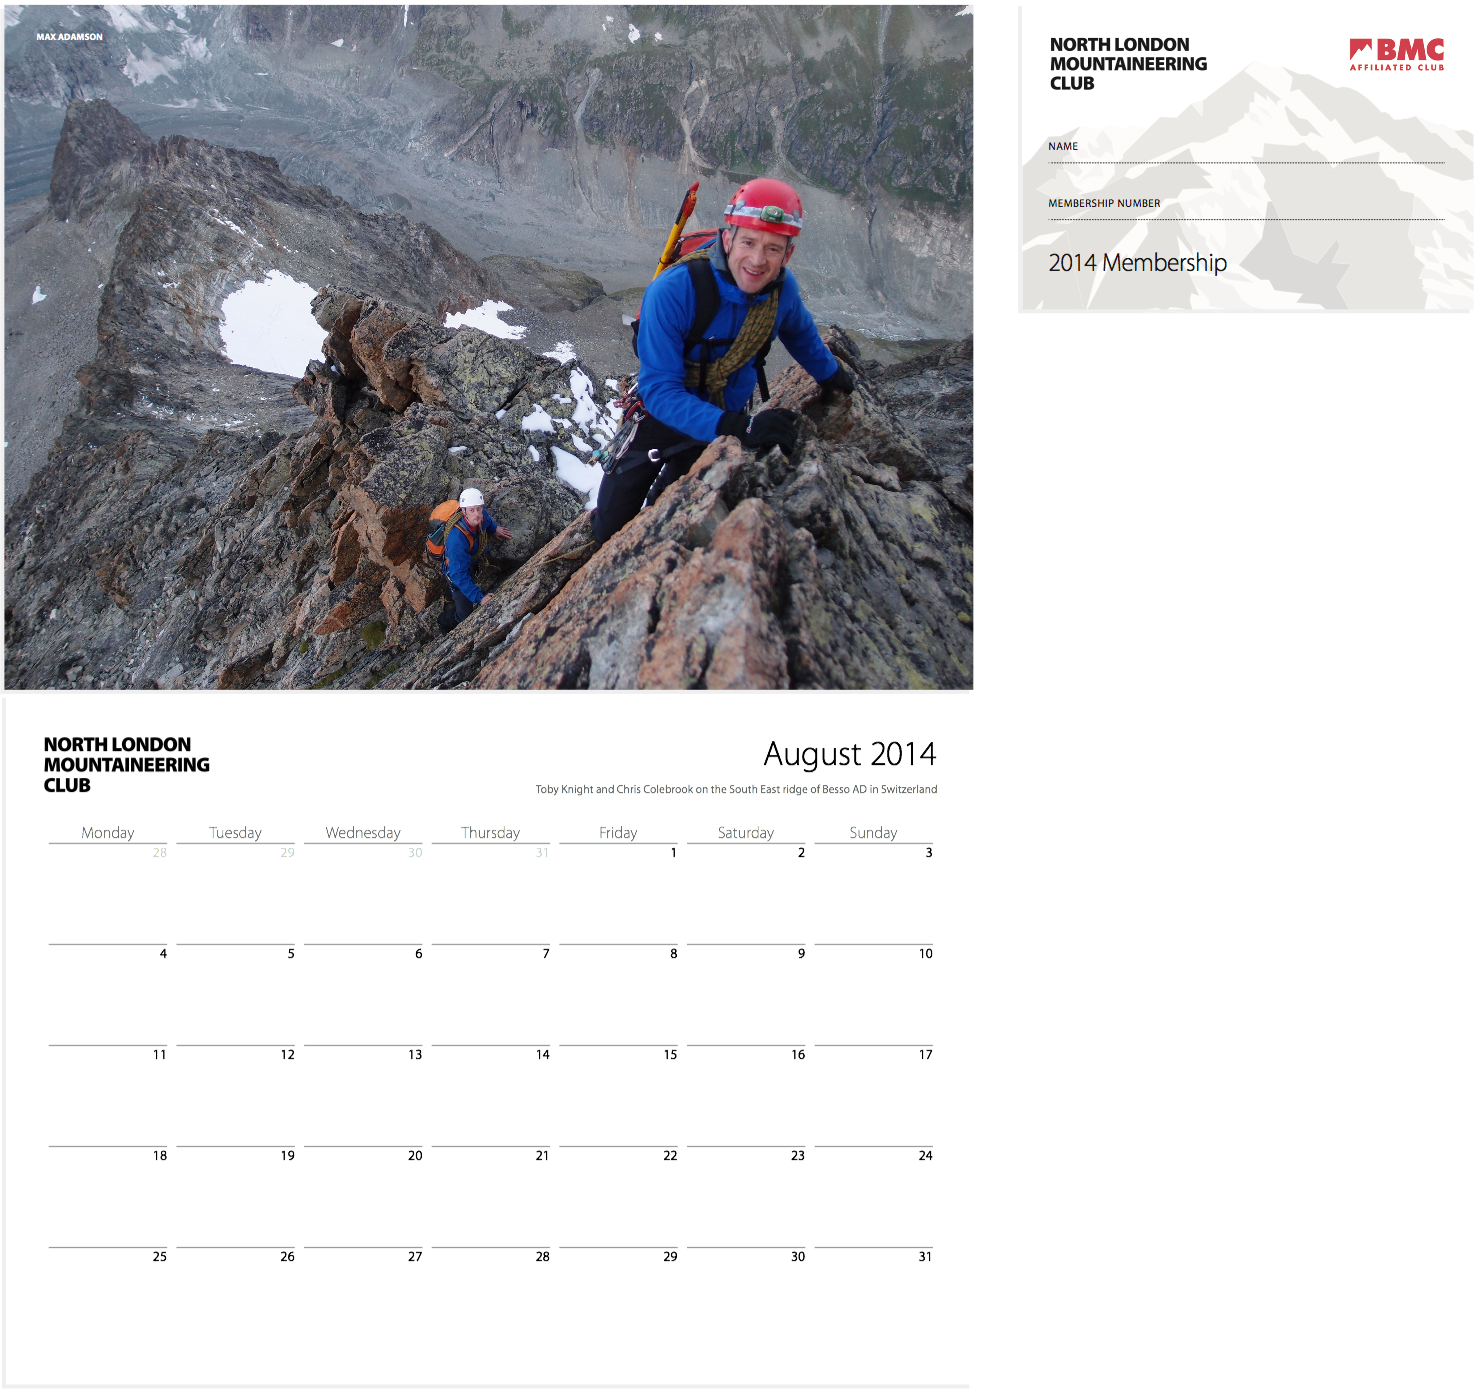 MAX ADAMSON
NORTH LONDON
MOUNTAINEERING
CLUB
BMC
AFFILIATED CLUB
NAME
MEMBERSHIP NUMBER
2014 Membership
NORTH LONDON
MOUNTAINEERING
CLUB
August 2014
Toby Knight and Chris Colebrook on the South East ridge of Besso AD in Switzerland
Monday Tuesday Wednesday Thursday Friday Saturday Sunday
28 29 30 31 1 2 3
4 5 6 7 8 9 10
11 12 13 14 15 16 17
18 19 20 21 22 23 24
25 26 27 28 29 30 31